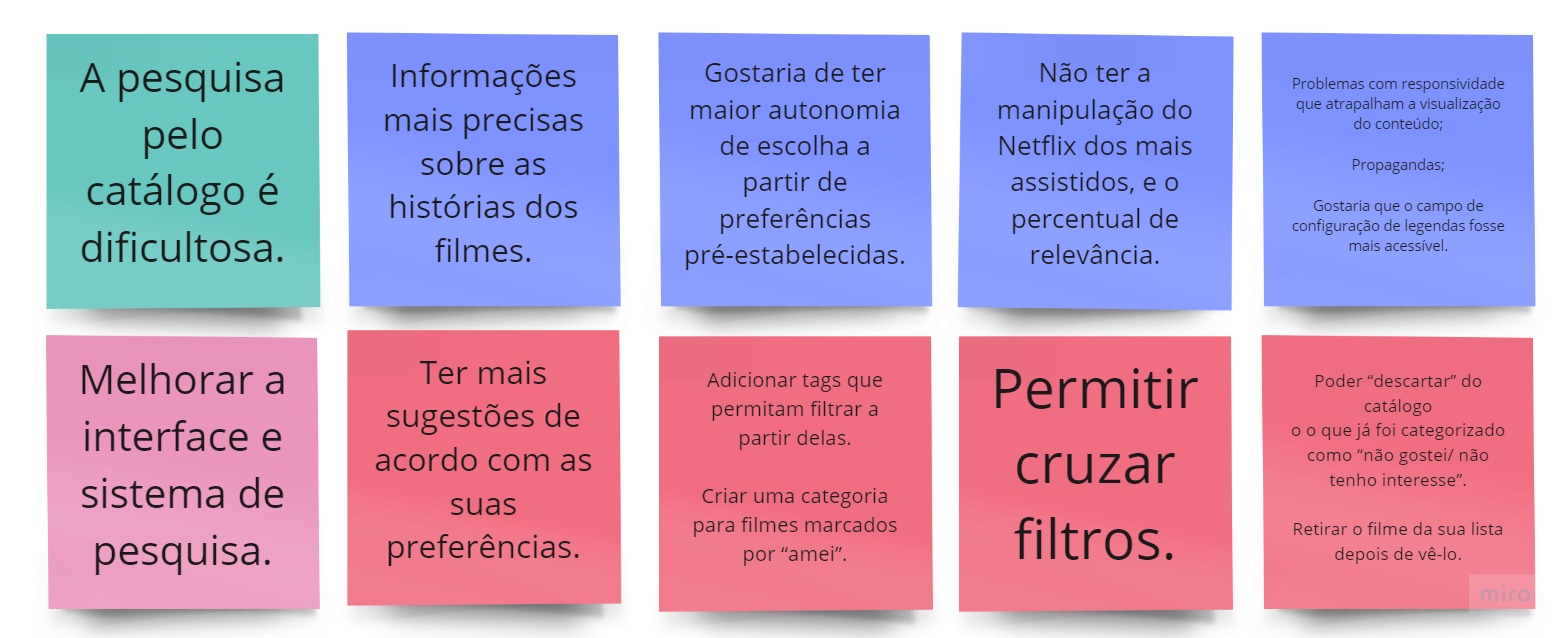 A pesquisa
pelo
catálogo é
dificultosa.
Informações
mais precisas
sobre as
histórias dos
filmes.
Gostaria de ter
maior autonomia
de escolha a
partir de
preferências
pré-estabelecidas.
Não ter a
manipulação do
Netflix dos mais
assistidos, e o
percentual de
relevância.
Problemas com responsividade
que atrapalham a visualização
do conteúdo;
Propagandas;
Gostaria que o campo de
configuração de legendas fosse
mais acessível.
Melhorar a
interface e
sistema de
pesquisa.
Ter mais
sugestões de
acordo com as
suas
preferências.
Adicionar tags que
permitam filtrar a
partir delas.
Criar uma categoria
para filmes marcados
por “amei”.
Permitir
cruzar
filtros.
Poder “descartar” do
catálogo
o o que já foi categorizado
como “não gostei/ não
tenho interesse”.
Retirar o filme da sua lista
depois de vê-lo.
miro